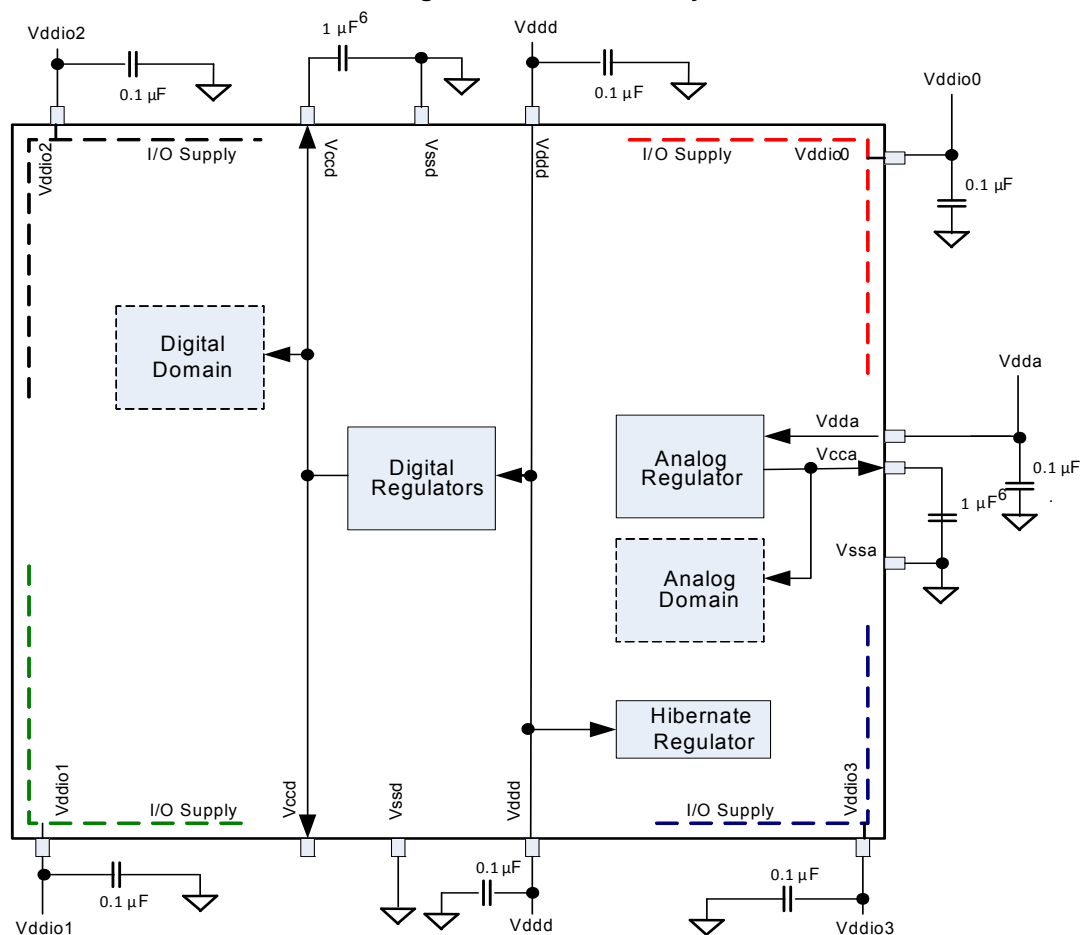 Vddio2
1 µF6
Vddd
0.1 µF
0.1 µF
Vddio0
0.1 µF
Vddio2
I/O Supply
Vccd
Vssd
Vddd
I/O Supply
Vddio0
Digital
Domain
Vdda
Vdda
Vcca
0.1 µF
.
1 µF6
Vssa
Digital
Regulators
Analog
Regulator
Analog
Domain
Hibernate
Regulator
Vddio1
I/O Supply
Vccd
Vssd
Vddd
I/O Supply
Vddio3
0.1 µF
Vddio1
0.1 µF
Vddd
0.1 µF
Vddio3